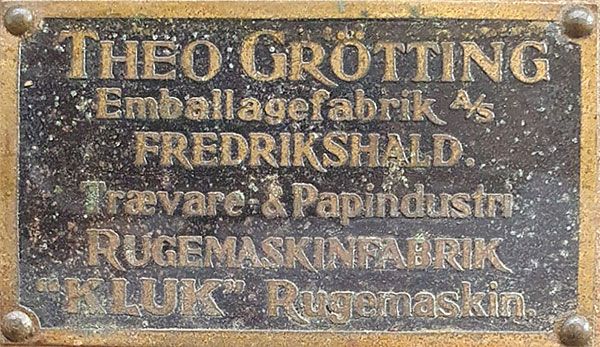 THEO GRÖTTING
Emballagefabrik A/S
FREDRIKSHALD.
Trævare- & Papindustri
RUGEMASKINFABRIK
"KLUK" Rugemaskin.